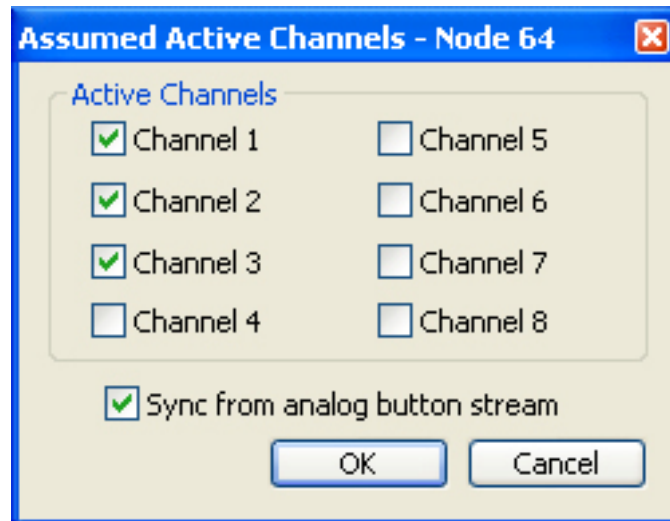 Assumed Active Channels - Node 64
Active Channels
Channel 1
Channel 5
Channel 2
Channel 6
Channel 3
Channel 7
Channel 4
Channel 8
Sync from analog button stream
OK
Cancel